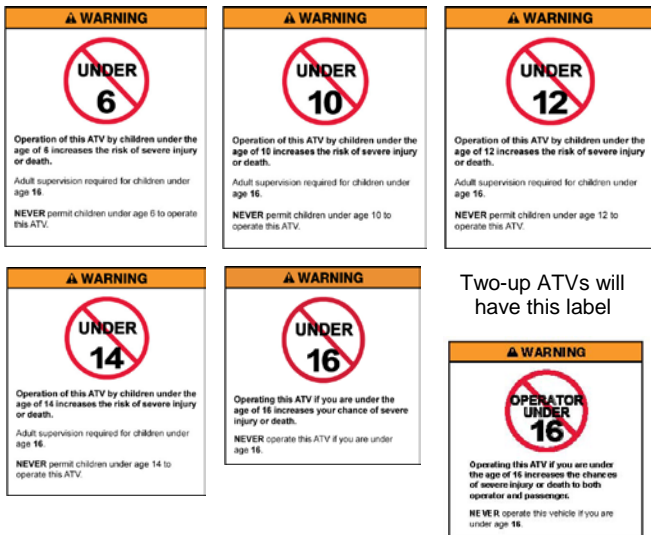 WARNING
UNDER
6
Operation of this ATV by children under the
age of 6 increases the risk of severe injury
or death.
Adult supervision required for children under
age 16.
NEVER permit children under age 6 to operate
this ATV.
WARNING
UNDER
10
Operation of this ATV by children under the
age of 10 increases the risk of severe injury
or death.
Adult supervision required for children under
age 16.
NEVER permit children under age 10 to
operate this ATV.
WARNING
UNDER
12
Operation of this ATV by children under the
age of 12 increases the risk of severe injury
or death.
Adult supervision required for children under
age 16.
NEVER permit children under age 12 to
operate this ATV.
WARNING
UNDER
14
Operation of this ATV by children under the
age of 14 increases the risk of severe injury
or death.
Adult supervision required for children under
age 16.
NEVER permit children under age 14 to
operate this ATV.
WARNING
UNDER
16
Operating this ATV if you are under the
age of 16 increases your chance of severe
injury or death.
NEVER operate this ATV if you are under
age 16.
Two-up ATVs will
have this label
WARNING
OPERATOR
UNDER
16
Operating this ATV if you are under
the age of 16 increases the chances
of severe injury or death to both
operator and passenger.
NEVER operate this vehicle if you are
under age 16.